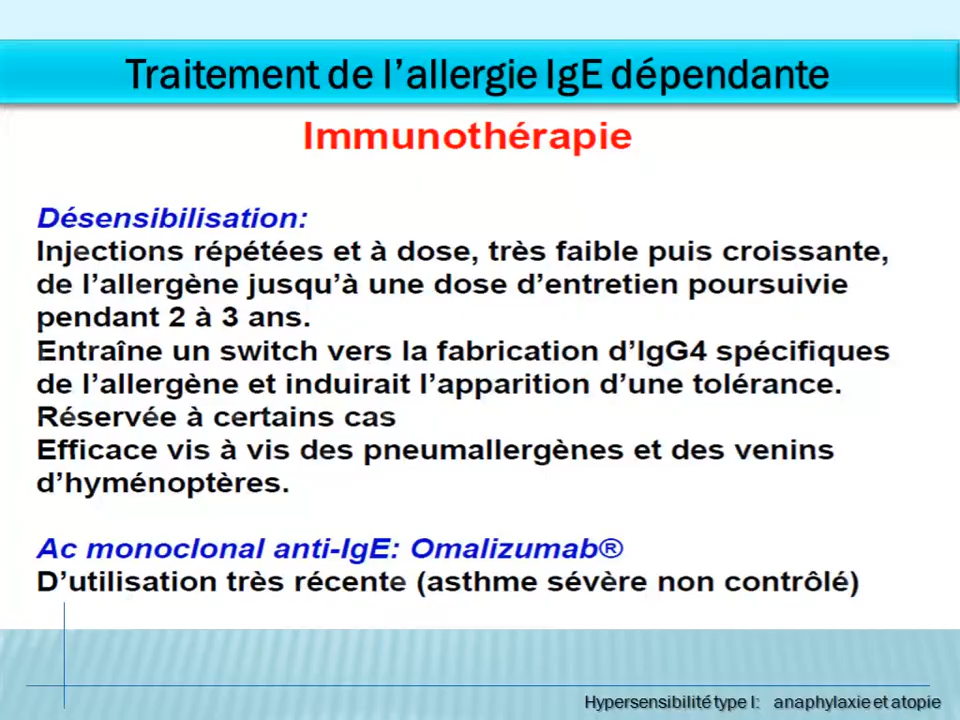 Traitement de l’allergie IgE dépendante
Immunothérapie
Désensibilisation:
Injections répétées et à dose, très faible puis croissante,
de l’allergène jusqu’à une dose d’entretien poursuivie
pendant 2 à 3 ans.
Entraîne un switch vers la fabrication d’IgG4 spécifiques
de l’allergène et induirait l’apparition d’une tolérance.
Réservée à certains cas
Efficace vis à vis des pneumallergènes et des venins
d’hyménoptères.
Ac monoclonal anti-IgE: Omalizumab®
D’utilisation très récente (asthme sévère non contrôlé)
Hypersensibilité type I: anaphylaxie et atopie